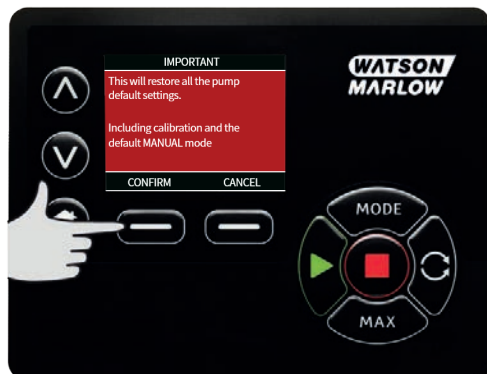 IMPORTANT
This will restore all the pump
default settings.
Including calibration and the
default MANUAL mode
CONFIRM CANCEL
WATSON
MARLOW
MODE
MAX